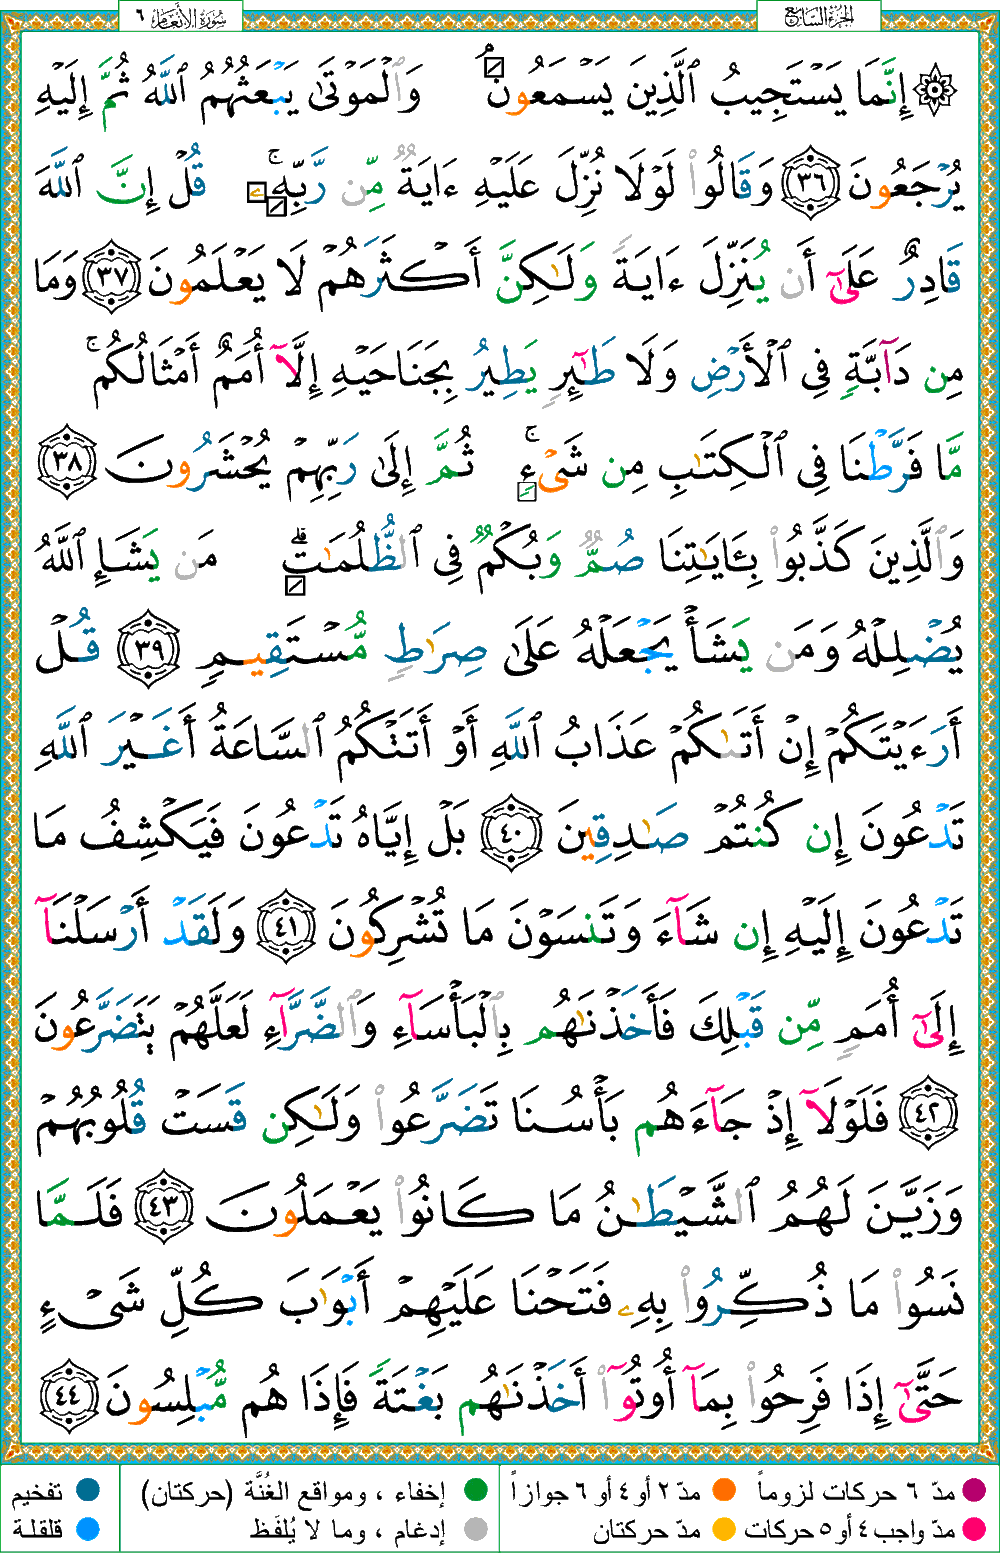 الجزء السابع
سورة الأنعام ٦
۞ إِنَّمَا يَسْتَجِيبُ ٱلَّذِينَ يَسْمَعُونَۘ وَٱلْمَوْتَىٰ يَبْعَثُهُمُ ٱللَّهُ ثُمَّ إِلَيْهِ
يُرْجَعُونَ ٣٦ وَقَالُوا۟ لَوْلَا نُزِّلَ عَلَيْهِ ءَايَةٌ مِّن رَّبِّهِۦۚ قُلْ إِنَّ ٱللَّهَ
قَادِرٌ عَلَىٰٓ أَن يُنَزِّلَ ءَايَةً وَلَـٰكِنَّ أَكْثَرَهُمْ لَا يَعْلَمُونَ ٣٧ وَمَا
مِن دَآبَّةٍ فِى ٱلْأَرْضِ وَلَا طَـٰٓئِرٍ يَطِيرُ بِجَنَاحَيْهِ إِلَّآ أُمَمٌ أَمْثَالُكُمۚ
مَّا فَرَّطْنَا فِى ٱلْكِتَـٰبِ مِن شَىْءٍۚ ثُمَّ إِلَىٰ رَبِّهِمْ يُحْشَرُونَ ٣٨
وَٱلَّذِينَ كَذَّبُوا۟ بِـَٔايَـٰتِنَا صُمٌّ وَبُكْمٌ فِى ٱلظُّلُمَـٰتِۗ مَن يَشَإِ ٱللَّهُ
يُضْلِلْهُ وَمَن يَشَأْ يَجْعَلْهُ عَلَىٰ صِرَٰطٍ مُّسْتَقِيمٍ ٣٩ قُلْ
أَرَءَيْتَكُمْ إِنْ أَتَىٰكُمْ عَذَابُ ٱللَّهِ أَوْ أَتَتْكُمُ ٱلسَّاعَةُ أَغَيْرَ ٱللَّهِ
تَدْعُونَ إِن كُنتُمْ صَـٰدِقِينَ ٤٠ بَلْ إِيَّاهُ تَدْعُونَ فَيَكْشِفُ مَا
تَدْعُونَ إِلَيْهِ إِن شَآءَ وَتَنسَوْنَ مَا تُشْرِكُونَ ٤١ وَلَقَدْ أَرْسَلْنَآ
إِلَىٰٓ أُمَمٍ مِّن قَبْلِكَ فَأَخَذْنَـٰهُم بِٱلْبَأْسَآءِ وَٱلضَّرَّآءِ لَعَلَّهُمْ يَتَضَرَّعُونَ
٤٢ فَلَوْلَآ إِذْ جَآءَهُم بَأْسُنَا تَضَرَّعُوا۟ وَلَـٰكِن قَسَتْ قُلُوبُهُمْ
وَزَيَّنَ لَهُمُ ٱلشَّيْطَـٰنُ مَا كَانُوا۟ يَعْمَلُونَ ٤٣ فَلَمَّا
نَسُوا۟ مَا ذُكِّرُوا۟ بِهِۦ فَتَحْنَا عَلَيْهِمْ أَبْوَٰبَ كُلِّ شَىْءٍ
حَتَّىٰٓ إِذَا فَرِحُوا۟ بِمَآ أُوتُوٓا۟ أَخَذْنَـٰهُم بَغْتَةً فَإِذَا هُم مُّبْلِسُونَ ٤٤
مدّ ٦ حركات لزوماً مدّ ٢ أو ٤ أو ٦ جوازاً إخفاء ، ومواقع الغُنَّة (حركتان) تفخيم
مدّ واجب ٤ أو ٥ حركات مدّ حركتان إدغام ، وما لا يُلفَظ قلقلة